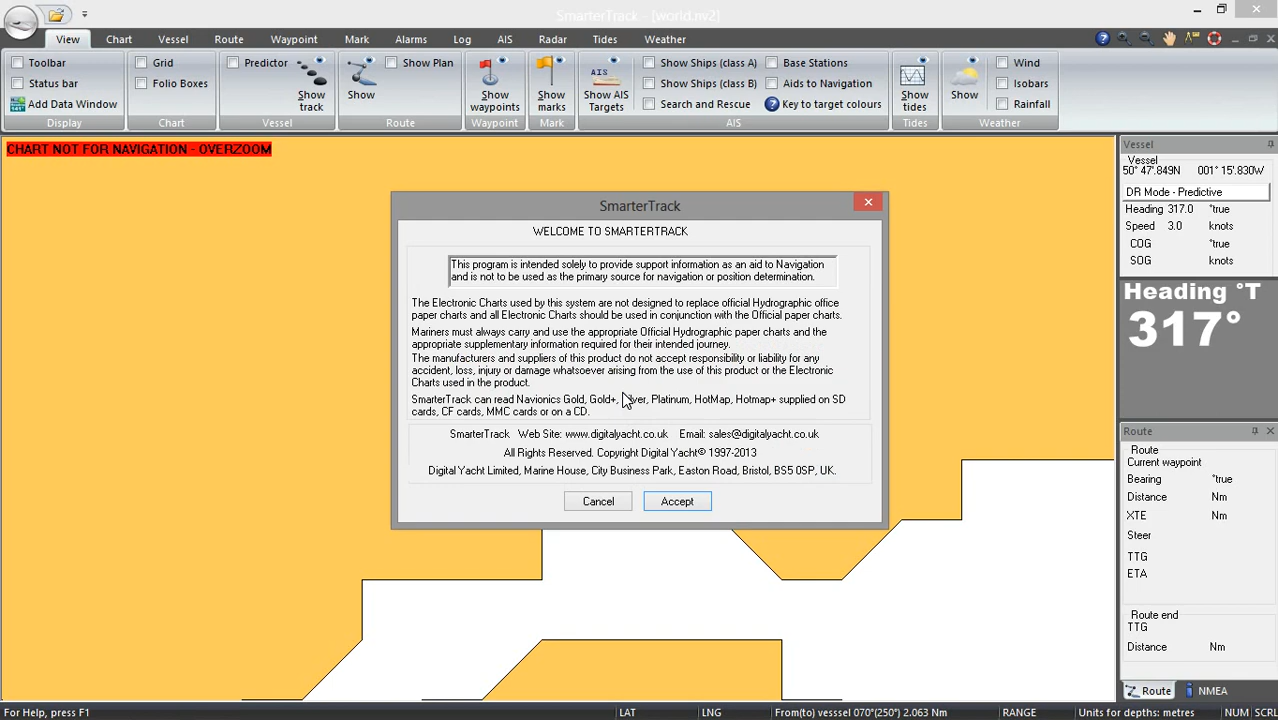 SmarterTrack - [world.nv2]
View Chart Vessel Route Waypoint Mark Alarms Log AIS Radar Tides Weather
Toolbar
Status bar
Add Data Window
Display
Grid
Folio Boxes
Chart
Predictor
Show track
Vessel
Show
Show Plan
Route
Show waypoints
Waypoint
Show marks
Mark
Show AIS Targets
Show Ships (class A)
Show Ships (class B)
Search and Rescue
Base Stations
Aids to Navigation
Key to target colours
AIS
Show tides
Tides
Show
Wind
Isobars
Rainfall
Weather
CHART NOT FOR NAVIGATION - OVERZOOM
SmarterTrack
WELCOME TO SMARTERTRACK
This program is intended solely to provide support information as an aid to Navigation
and is not to be used as the primary source for navigation or position determination.
The Electronic Charts used by this system are not designed to replace official Hydrographic office
paper charts and all Electronic Charts should be used in conjunction with the Official paper charts.
Mariners must always carry and use the appropriate Official Hydrographic paper charts and the
appropriate supplementary information required for their intended journey.
The manufacturers and suppliers of this product do not accept responsibility or liability for any
accident, loss, injury or damage whatsoever arising from the use of this product or the Electronic
Charts used in the product.
SmarterTrack can read Navionics Gold, Gold+, Silver, Platinum, HotMap, Hotmap+ supplied on SD
cards, CF cards, MMC cards or on a CD.
SmarterTrack Web Site: www.digitalyacht.co.uk Email: sales@digitalyacht.co.uk
All Rights Reserved. Copyright Digital Yacht© 1997-2013
Digital Yacht Limited, Marine House, City Business Park, Easton Road, Bristol, BS5 0SP, UK.
Cancel Accept
Vessel
Vessel
50° 47.849N 001° 15.830W
DR Mode - Predictive
Heading 317.0 °true
Speed 3.0 knots
COG °true
SOG knots
Heading °T
317°
Route
Route
Current waypoint
Bearing °true
Distance Nm
XTE Nm
Steer
TTG
ETA
Route end
TTG
Distance Nm
Route NMEA
For Help, press F1 LAT LNG From(to) vesssel 070°(250°) 2.063 Nm RANGE Units for depths: metres NUM SCRL